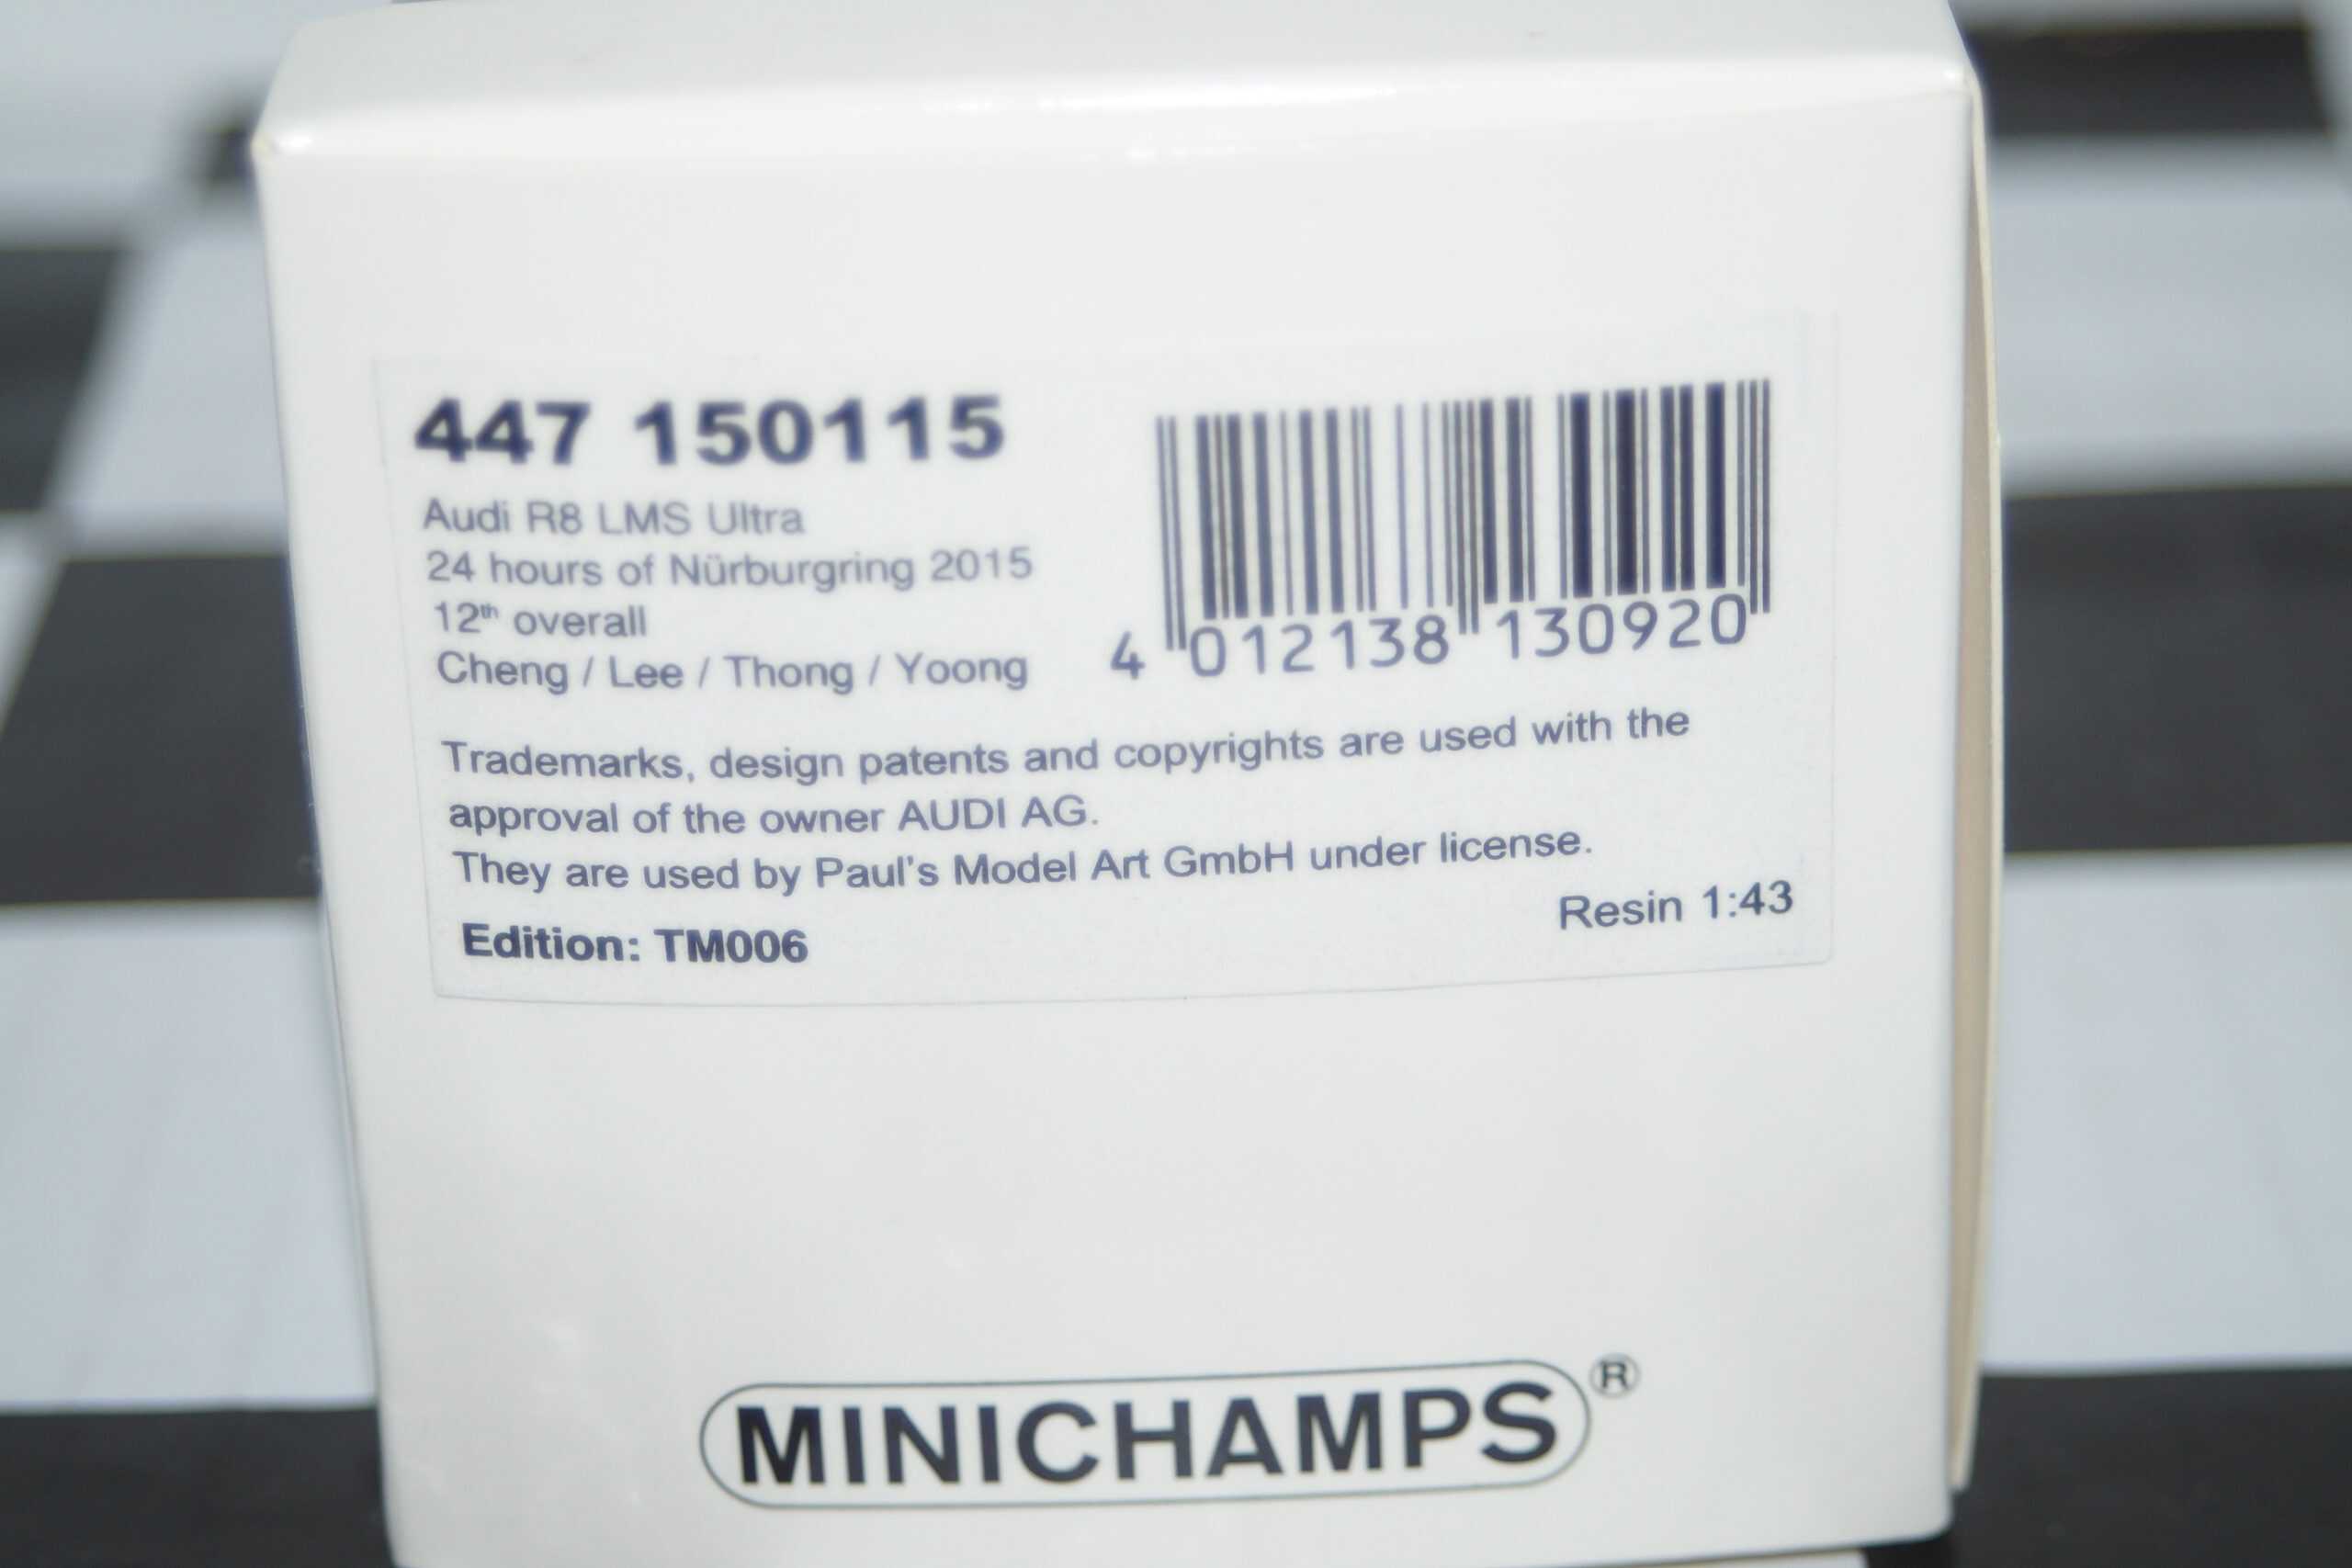 447 150115
Audi R8 LMS Ultra
24 hours of Nürburgring 2015
12th overall
Cheng / Lee / Thong / Yoong
4 012138 130920
Trademarks, design patents and copyrights are used with the
approval of the owner AUDI AG.
They are used by Paul's Model Art GmbH under license.
Resin 1:43
Edition: TM006
MINICHAMPS®